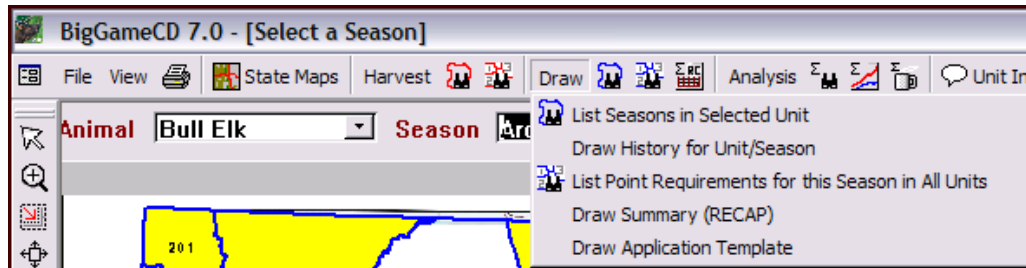 BigGameCD 7.0 - [Select a Season]
File View State Maps Harvest Draw Analysis Unit In
Animal Bull Elk Season
List Seasons in Selected Unit
Draw History for Unit/Season
List Point Requirements for this Season in All Units
Draw Summary (RECAP)
Draw Application Template
201